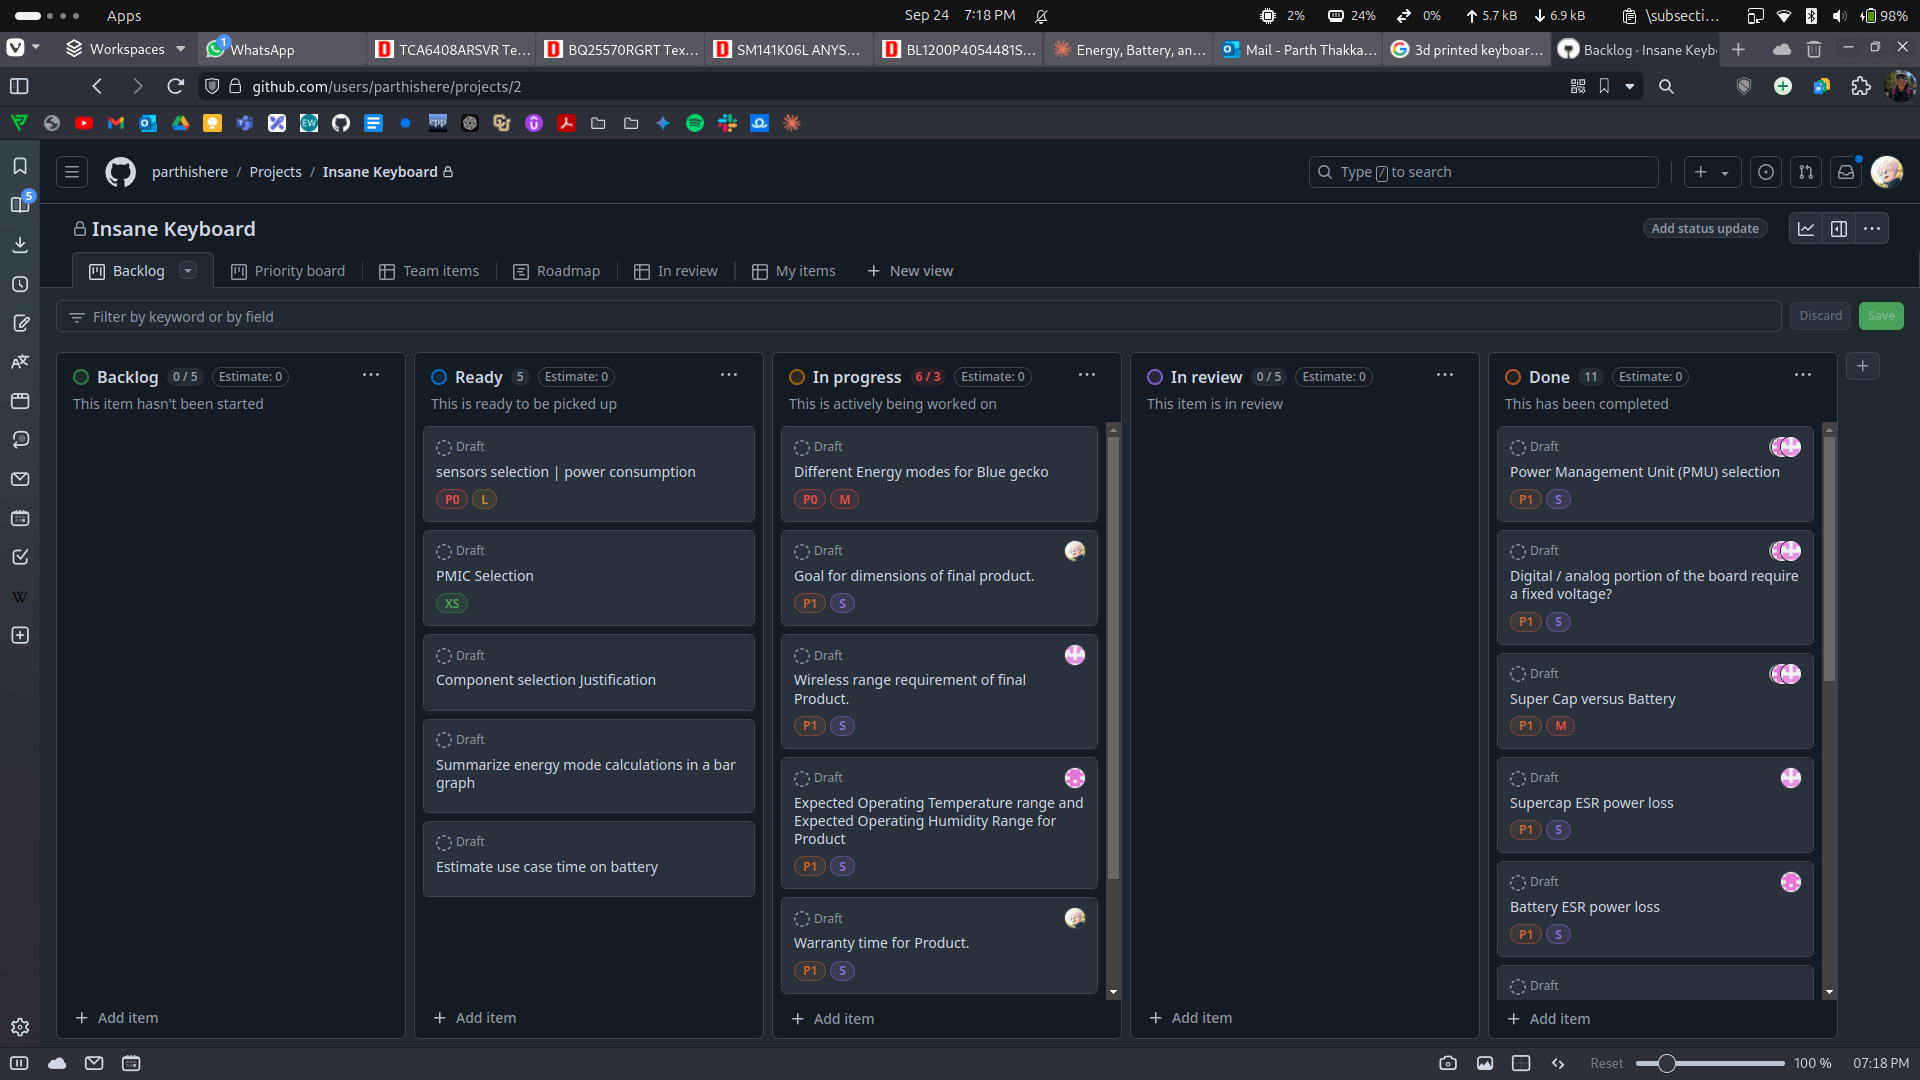 Apps
Sep 24 7:18 PM
2% 24% 0% 5.7 kB 6.9 kB \subsecti... 98%
Workspaces
1
WhatsApp
TCA6408ARSVR Te...
BQ25570RGRT Tex...
SM141K06L ANYS...
BL1200P4054481S...
Energy, Battery, an...
Mail - Parth Thakka...
3d printed keyboar...
Backlog · Insane Keyb
github.com/users/parthishere/projects/2
5
parthishere / Projects / Insane Keyboard
Type / to search
Insane Keyboard
Add status update
Backlog
Priority board
Team items
Roadmap
In review
My items
New view
Filter by keyword or by field
Discard
Save
Backlog 0 / 5 Estimate: 0
This item hasn't been started
Add item
Ready 5 Estimate: 0
This is ready to be picked up
Draft
sensors selection | power consumption
P0 L
Draft
PMIC Selection
XS
Draft
Component selection Justification
Draft
Summarize energy mode calculations in a bar
graph
Draft
Estimate use case time on battery
Add item
In progress 6 / 3 Estimate: 0
This is actively being worked on
Draft
Different Energy modes for Blue gecko
P0 M
Draft
Goal for dimensions of final product.
P1 S
Draft
Wireless range requirement of final
Product.
P1 S
Draft
Expected Operating Temperature range and
Expected Operating Humidity Range for
Product
P1 S
Draft
Warranty time for Product.
P1 S
Add item
In review 0 / 5 Estimate: 0
This item is in review
Add item
Done 11 Estimate: 0
This has been completed
Draft
Power Management Unit (PMU) selection
P1 S
Draft
Digital / analog portion of the board require
a fixed voltage?
P1 S
Draft
Super Cap versus Battery
P1 M
Draft
Supercap ESR power loss
P1 S
Draft
Battery ESR power loss
P1 S
Draft
Add item
Reset
100 %
07:18 PM